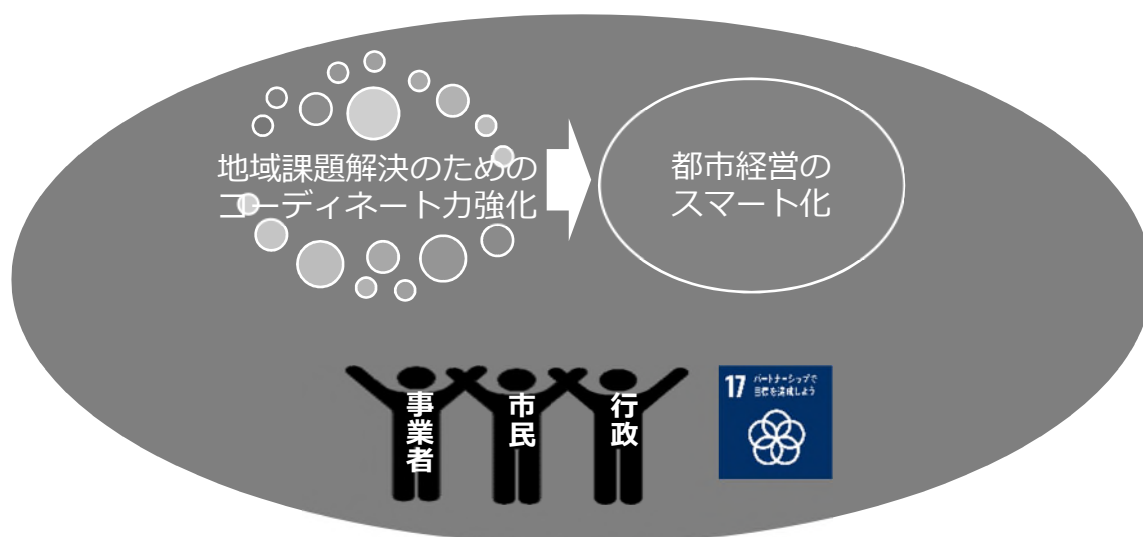 地域課題解決のための
コーディネート力強化
都市経営の
スマート化
事業者
市民
行政
17 パートナーシップで
目標を達成しよう